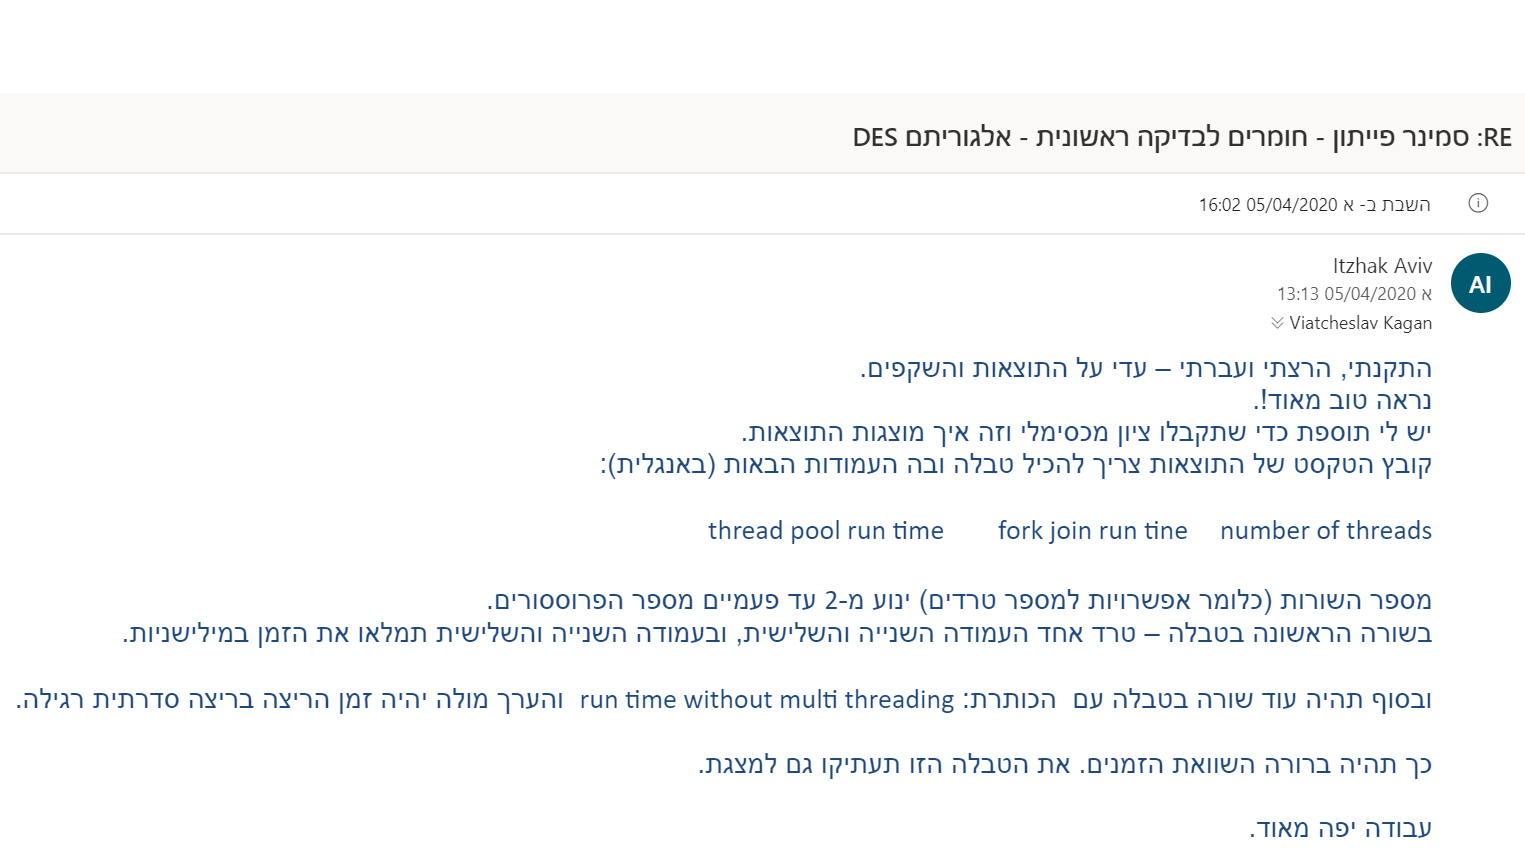 RE: סמינר פייתון - חומרים לבדיקה ראשונית - אלגוריתם DES
השבת ב- א 05/04/2020 16:02
AI
Itzhak Aviv
א 05/04/2020 13:13
Viatcheslav Kagan
התקנתי, הרצתי ועברתי – עדי על התוצאות והשקפים.
נראה טוב מאוד!.
יש לי תוספת כדי שתקבלו ציון מכסימלי וזה איך מוצגות התוצאות.
קובץ הטקסט של התוצאות צריך להכיל טבלה ובה העמודות הבאות (באנגלית):
number of threads fork join run tine thread pool run time
מספר השורות (כלומר אפשרויות למספר טרדים) ינוע מ-2 עד פעמיים מספר הפרוססורים.
בשורה הראשונה בטבלה – טרד אחד העמודה השנייה והשלישית, ובעמודה השנייה והשלישית תמלאו את הזמן במילישניות.
ובסוף תהיה עוד שורה בטבלה עם הכותרת: run time without multi threading והערך מולה יהיה זמן הריצה בריצה סדרתית רגילה.
כך תהיה ברורה השוואת הזמנים. את הטבלה הזו תעתיקו גם למצגת.
עבודה יפה מאוד.